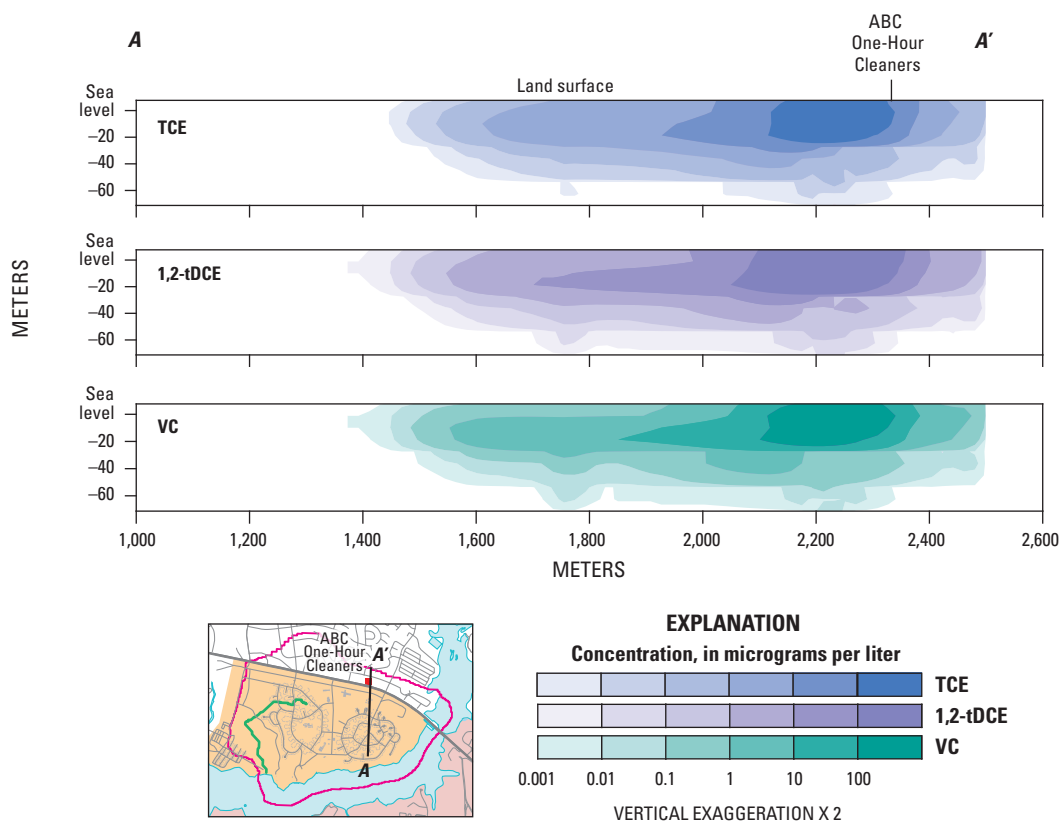 A
ABC
One-Hour
Cleaners
A'
Land surface
Sea
level
–20
–40
–60
TCE
Sea
level
–20
–40
–60
1,2-tDCE
METERS
Sea
level
–20
–40
–60
VC
1,000 1,200 1,400 1,600 1,800 2,000 2,200 2,400 2,600
METERS
ABC
One-Hour
Cleaners
A'
A
EXPLANATION
Concentration, in micrograms per liter
TCE
1,2-tDCE
VC
0.001 0.01 0.1 1 10 100
VERTICAL EXAGGERATION X 2